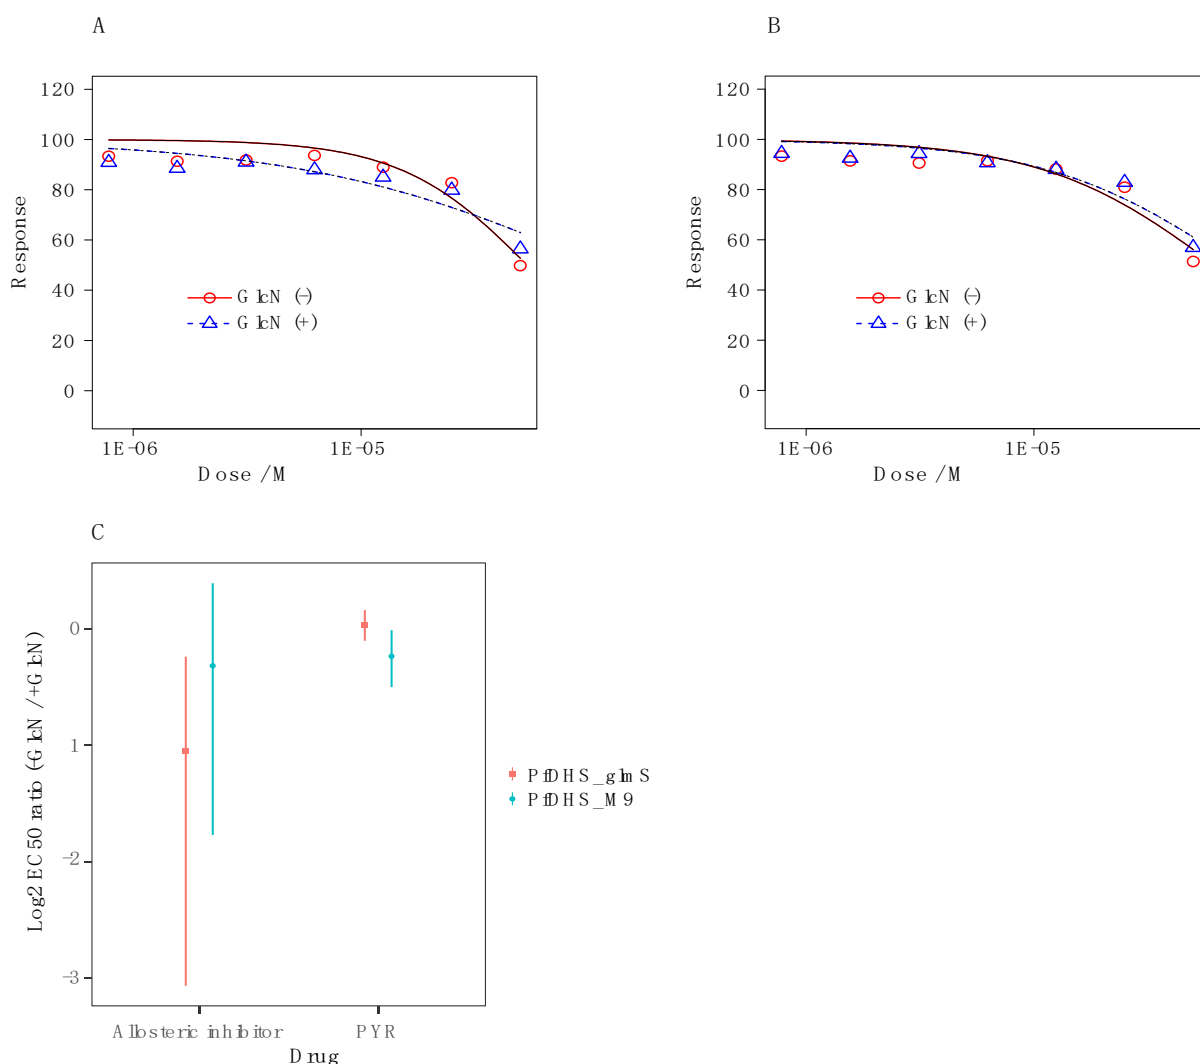 A
120
100
80
60
40
20
0
Response
GlcN (-)
GlcN (+)
1E-06 1E-05
Dose /M
B
120
100
80
60
40
20
0
Response
GlcN (-)
GlcN (+)
1E-06 1E-05
Dose /M
C
0
1
-2
-3
Log2 EC50 ratio (-GlcN /+GlcN)
Allosteric inhibitor PYR
Drug
PfDHS_glmS
PfDHS_M9